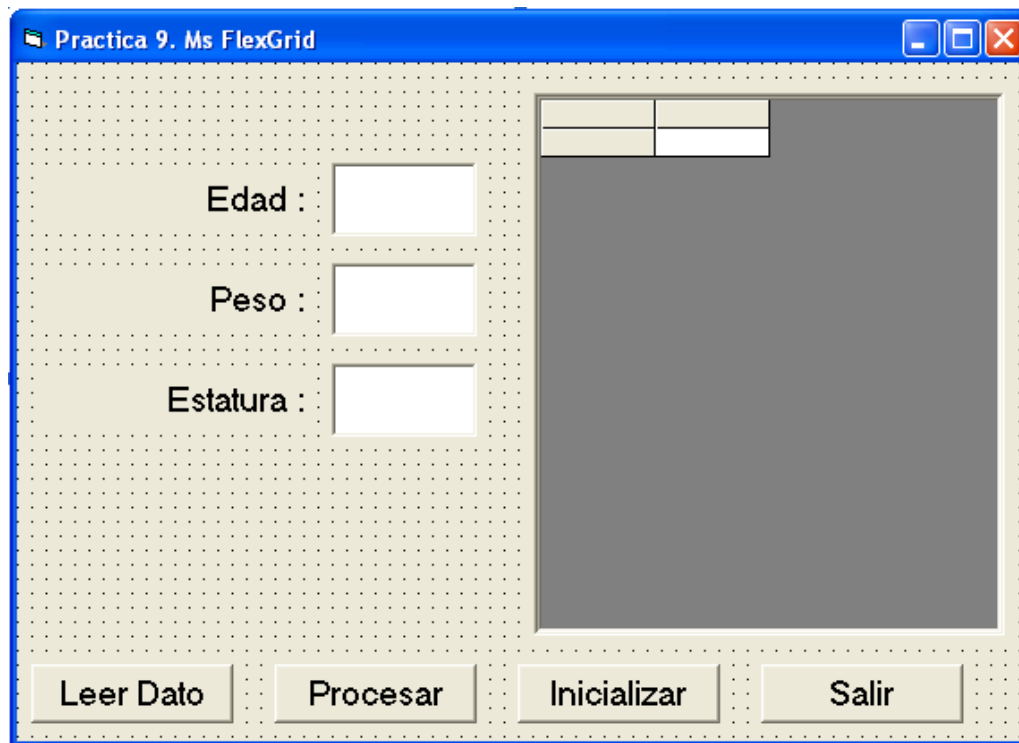 Practica 9. Ms FlexGrid
Edad :
Peso :
Estatura :
Leer Dato Procesar Inicializar Salir